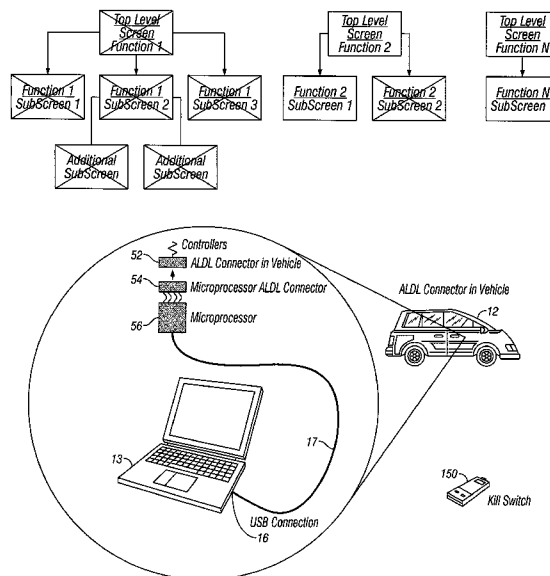 Top Level
Screen
Function 1
Function 1
SubScreen 1
Function 1
SubScreen 2
Function 1
SubScreen 3
Additional
SubScreen
Additional
SubScreen
Top Level
Screen
Function 2
Function 2
SubScreen 1
Function 2
SubScreen 2
Top Level
Screen
Function N
Function N
SubScreen
Controllers
52
ALDL Connector in Vehicle
54
Microprocessor ALDL Connector
56
Microprocessor
ALDL Connector in Vehicle
12
13
17
USB Connection
16
150
Kill Switch